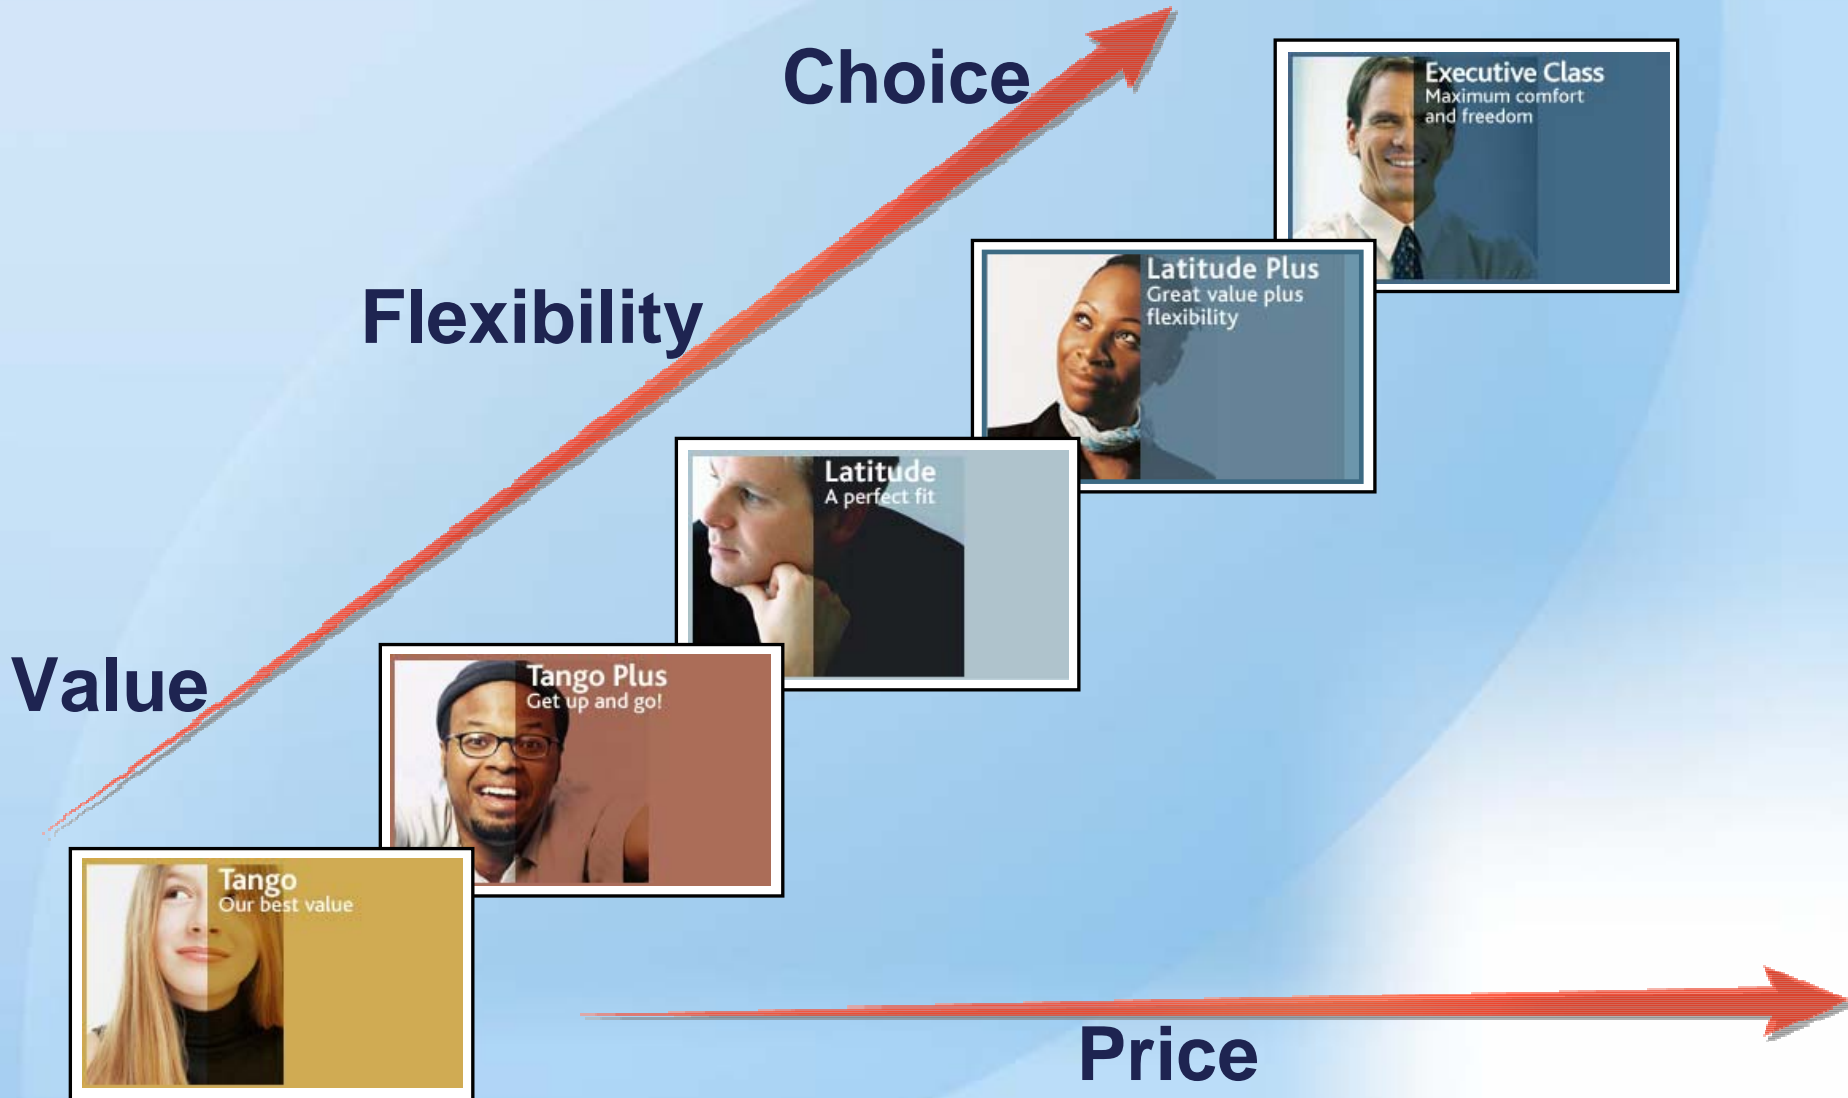 Choice
Executive Class
Maximum comfort
and freedom
Flexibility
Latitude Plus
Great value plus
flexibility
Latitude
A perfect fit
Value
Tango Plus
Get up and go!
Tango
Our best value
Price